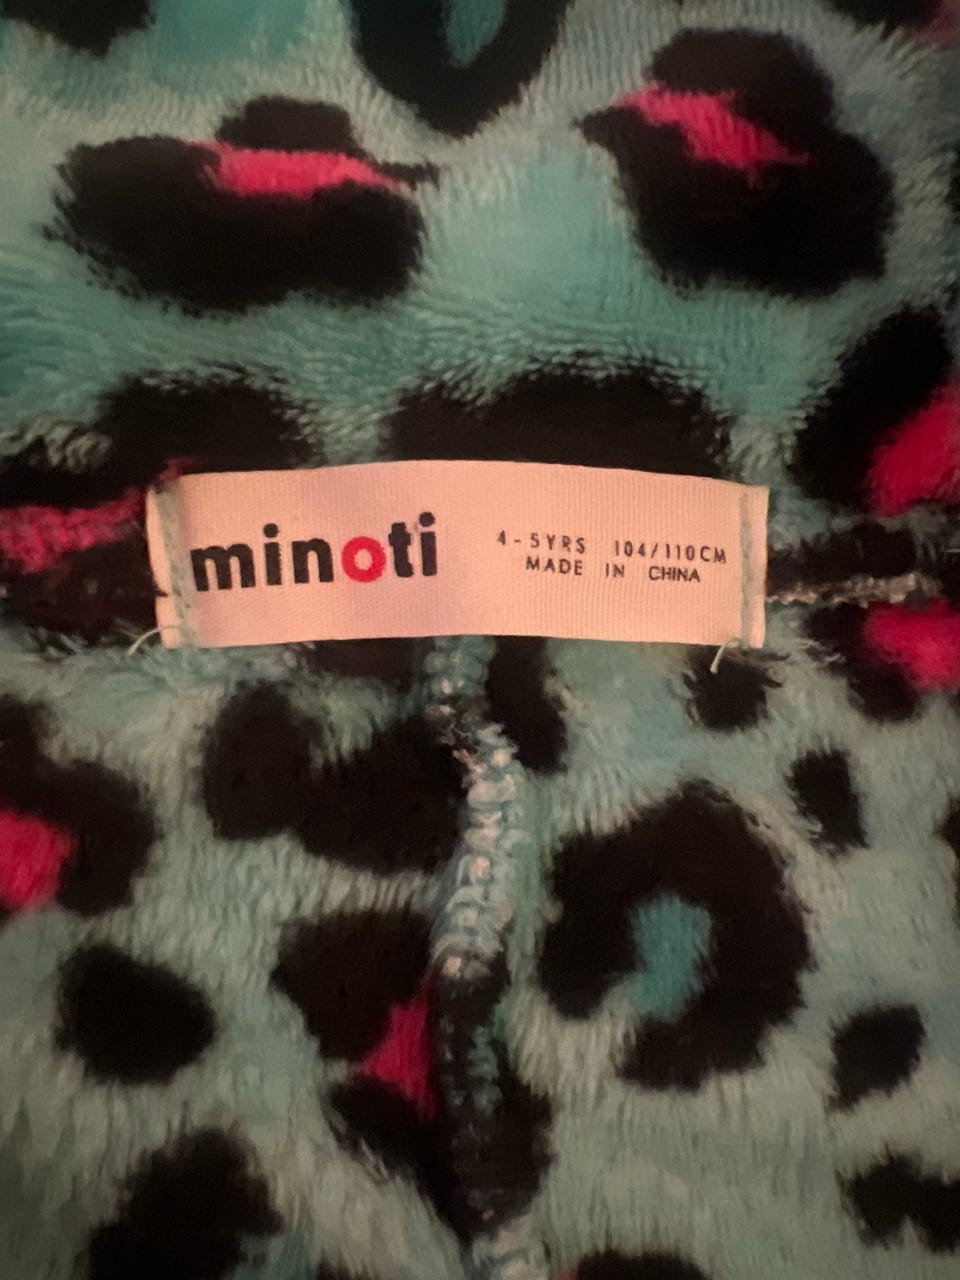 minoti
4-5YRS 104/110CM
MADE IN CHINA